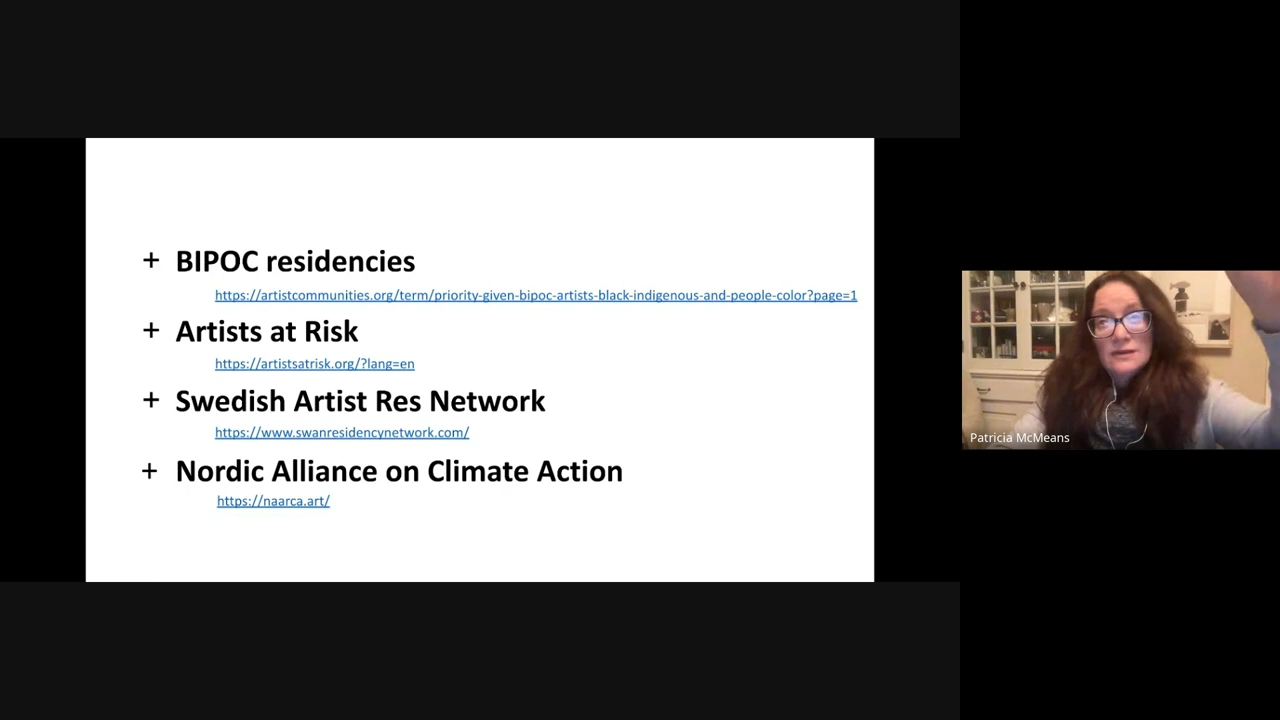 + BIPOC residencies
https://artistcommunities.org/term/priority-given-bipoc-artists-black-indigenous-and-people-color?page=1
+ Artists at Risk
https://artistsatrisk.org/?lang=en
+ Swedish Artist Res Network
https://www.swanresidencynetwork.com/
+ Nordic Alliance on Climate Action
https://naarca.art/
Patricia McMeans